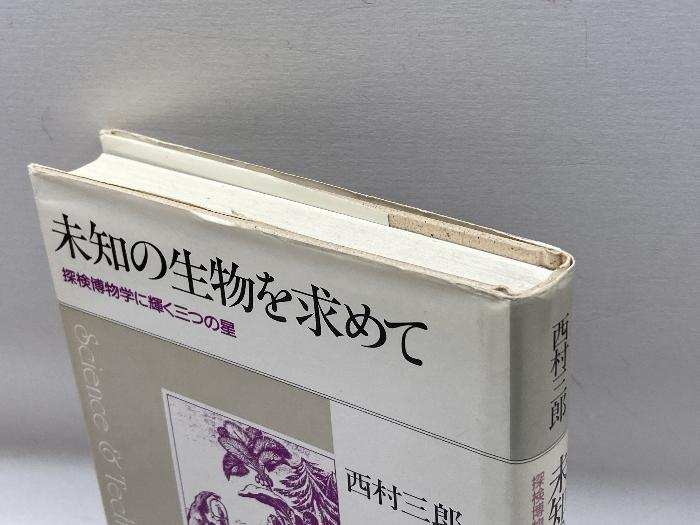 未知の生物を求めて
探検博物学に輝く三つの星
Science & Tech
西村三郎
西村三郎
未知
探検博